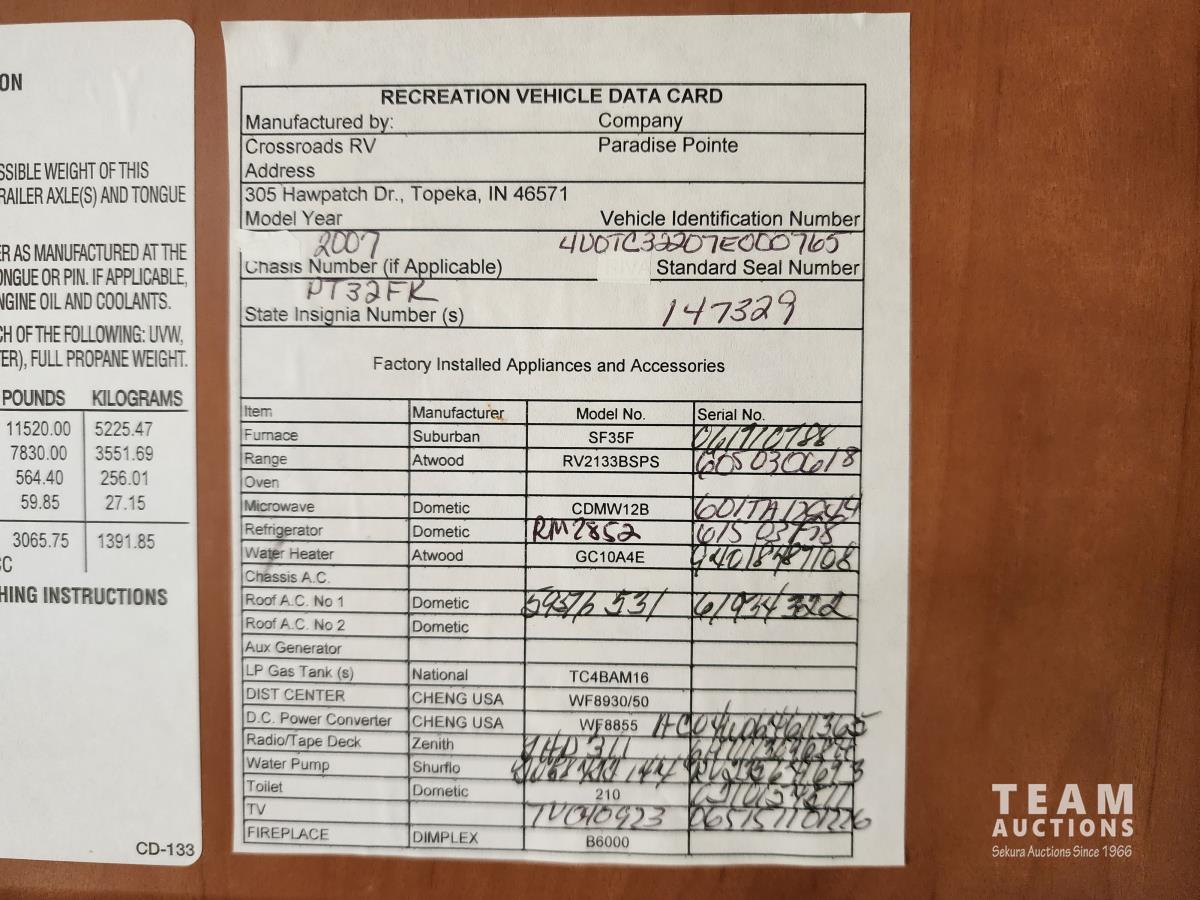 ON
SSIBLE WEIGHT OF THIS
RAILER AXLE(S) AND TONGUE
ER AS MANUFACTURED AT THE
ONGUE OR PIN. IF APPLICABLE,
NGINE OIL AND COOLANTS.
CH OF THE FOLLOWING: UVW,
TER), FULL PROPANE WEIGHT.
POUNDS KILOGRAMS
11520.00 5225.47
7830.00 3551.69
564.40 256.01
59.85 27.15
3065.75 1391.85
CC
HING INSTRUCTIONS
CD-133
RECREATION VEHICLE DATA CARD
Manufactured by: Company
Crossroads RV Paradise Pointe
Address
305 Hawpatch Dr., Topeka, IN 46571
Model Year Vehicle Identification Number
2007 4V0TC32207E000765
Chasis Number (if Applicable) Standard Seal Number
PT32FK 147329
State Insignia Number (s)
Factory Installed Appliances and Accessories
Item Manufacturer Model No. Serial No.
Furnace Suburban SF35F
Range Atwood RV2133BSPS 605030618
Oven
Microwave Dometic CDMW12B
Refrigerator Dometic RM2852
Water Heater Atwood GC10A4E
Chassis A.C.
Roof A.C. No 1 Dometic 61934322
Roof A.C. No 2 Dometic
Aux Generator
LP Gas Tank (s) National TC4BAM16
DIST CENTER CHENG USA WF8930/50
D.C. Power Converter CHENG USA WF8855
Radio/Tape Deck Zenith
Water Pump Shurflo
Toilet Dometic 210
TV
FIREPLACE DIMPLEX B6000
TEAM
AUCTIONS
Sekura Auctions Since 1966